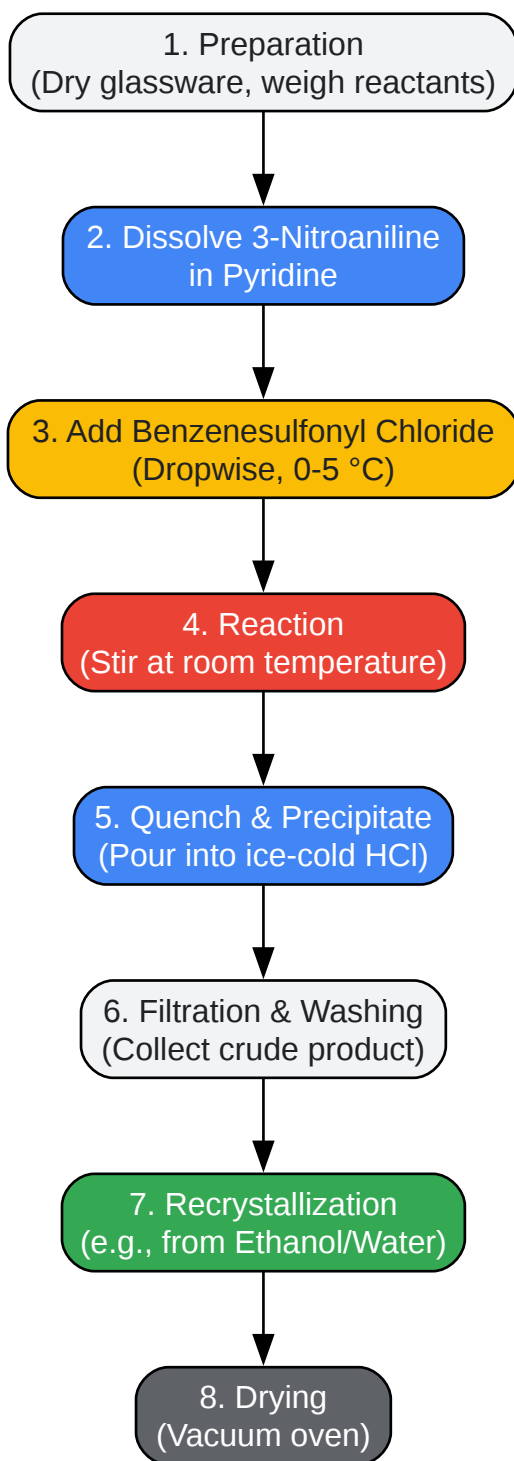 1. Preparation
(Dry glassware, weigh reactants)
2. Dissolve 3-Nitroaniline
in Pyridine
3. Add Benzenesulfonyl Chloride
(Dropwise, 0-5 °C)
4. Reaction
(Stir at room temperature)
5. Quench & Precipitate
(Pour into ice-cold HCl)
6. Filtration & Washing
(Collect crude product)
7. Recrystallization
(e.g., from Ethanol/Water)
8. Drying
(Vacuum oven)